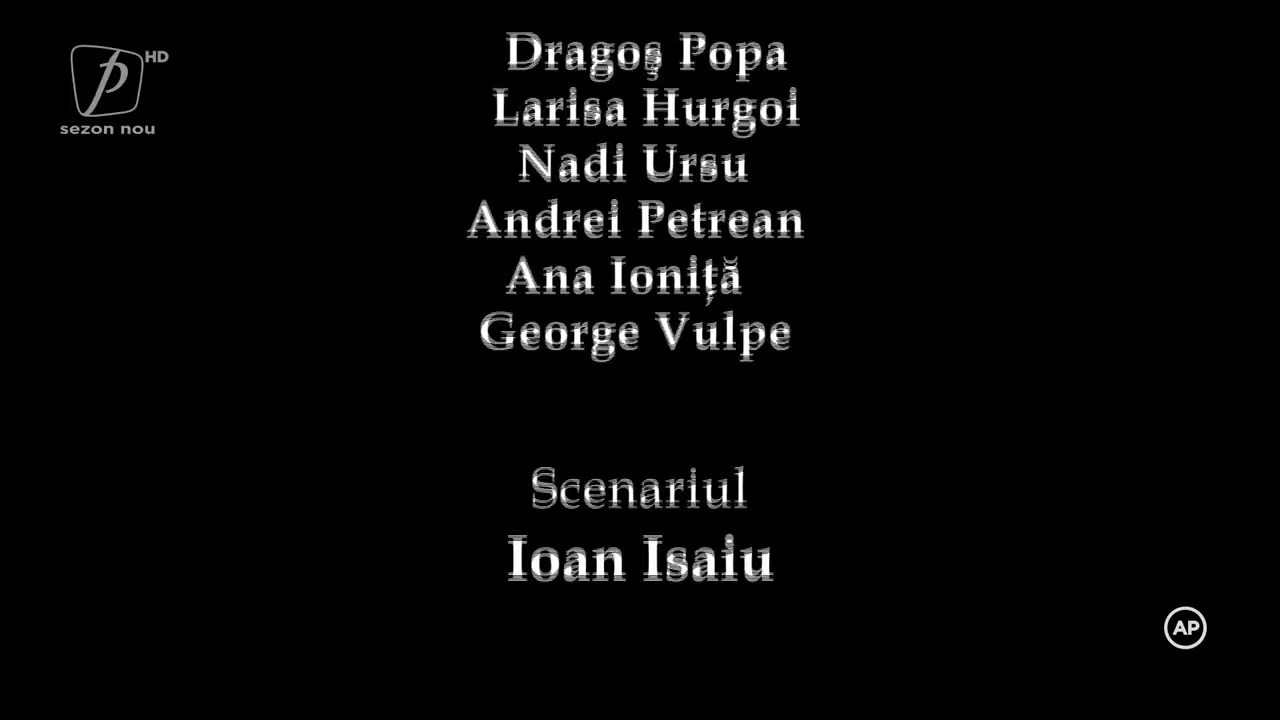 HD
sezon nou
Dragoş Popa
Larisa Hurgoi
Nadi Ursu
Andrei Petrean
Ana Ioniță
George Vulpe
Scenariul
Ioan Isaiu
AP